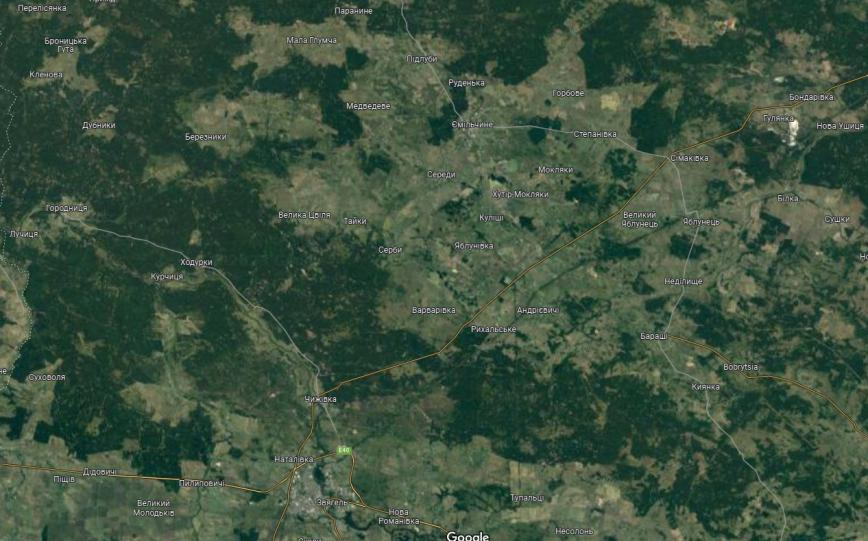 Перелісянка
Паранине
Броницька
Гута
Мала Глумча
Підлуби
Кленова
Руденька
Горбове
Медведеве
Бондарівка
Гулянка
Нова Ушиця
Дубники
Березники
Ємільчине
Степанівка
Сімаківка
Середи
Мокляки
Хутір-Мокляки
Білка
Городниця
Велика Цвіля
Тайки
Куліші
Великий
Яблунець
Яблунець
Сушки
Лучиця
Серби
Яблунівка
Ходурки
Курчиця
Неділище
Варварівка
Андрієвичі
Рихальське
Бараші
Bobrytsia
Суховоля
Киянка
Чижівка
E40
Наталівка
Дідовичі
Піщів
Пилиповичі
Великий
Молодьків
Звягель
Нова
Романівка
Тупальці
Несолонь
Google